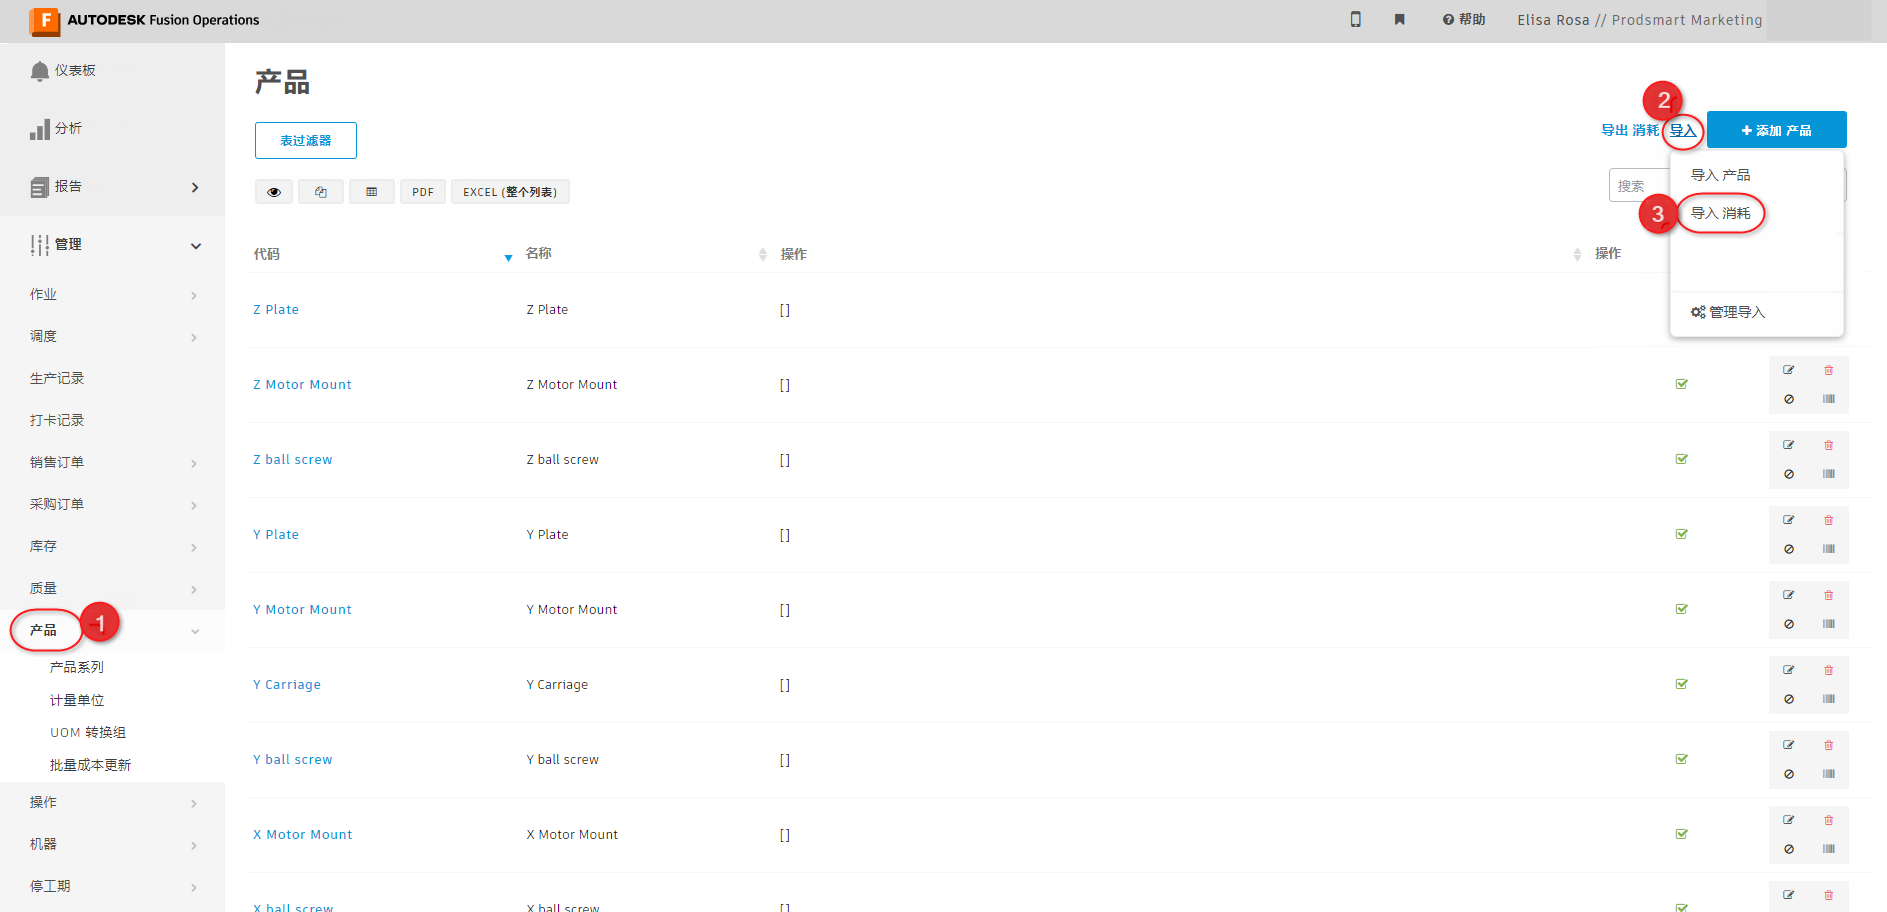 F AUTODESK Fusion Operations
帮助
Elisa Rosa // Prodsmart Marketing
仪表板
分析
报告
管理
作业
调度
生产记录
打卡记录
销售订单
采购订单
库存
质量
产品
1
产品系列
计量单位
UOM 转换组
批量成本更新
操作
机器
停工期
产品
表过滤器
2
导出 消耗 导入
+ 添加 产品
PDF
EXCEL (整个列表)
搜索
导入 产品
3
导入 消耗
管理导入
代码 名称 操作 操作
Z Plate Z Plate []
Z Motor Mount Z Motor Mount []
Z ball screw Z ball screw []
Y Plate Y Plate []
Y Motor Mount Y Motor Mount []
Y Carriage Y Carriage []
Y ball screw Y ball screw []
X Motor Mount X Motor Mount []
X ball screw X ball screw []